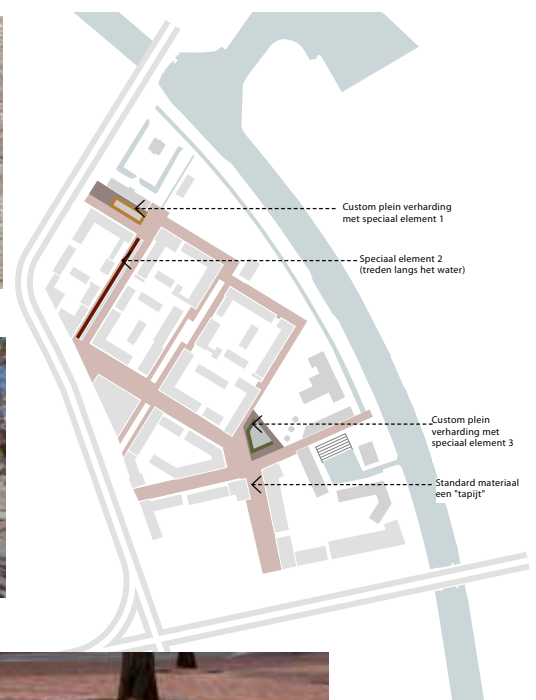 Custom plein verharding
met speciaal element 1
Speciaal element 2
(treden langs het water)
Custom plein
verharding met
speciaal element 3
Standard materiaal
een "tapijt"